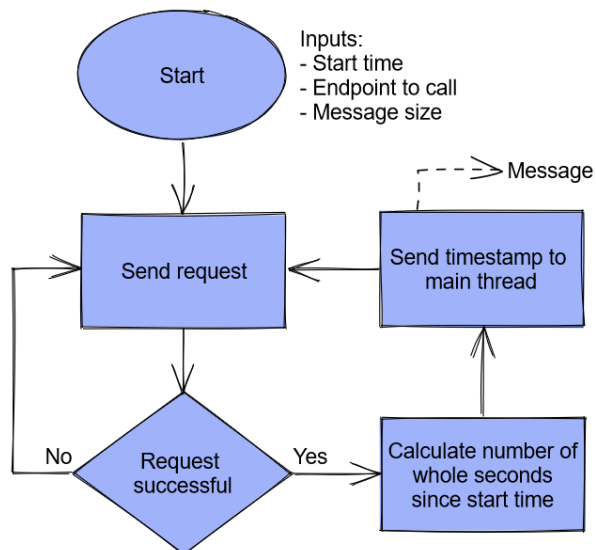 Start
Inputs:
- Start time
- Endpoint to call
- Message size
Message
Send request
Send timestamp to
main thread
No
Request
successful
Yes
Calculate number of
whole seconds
since start time